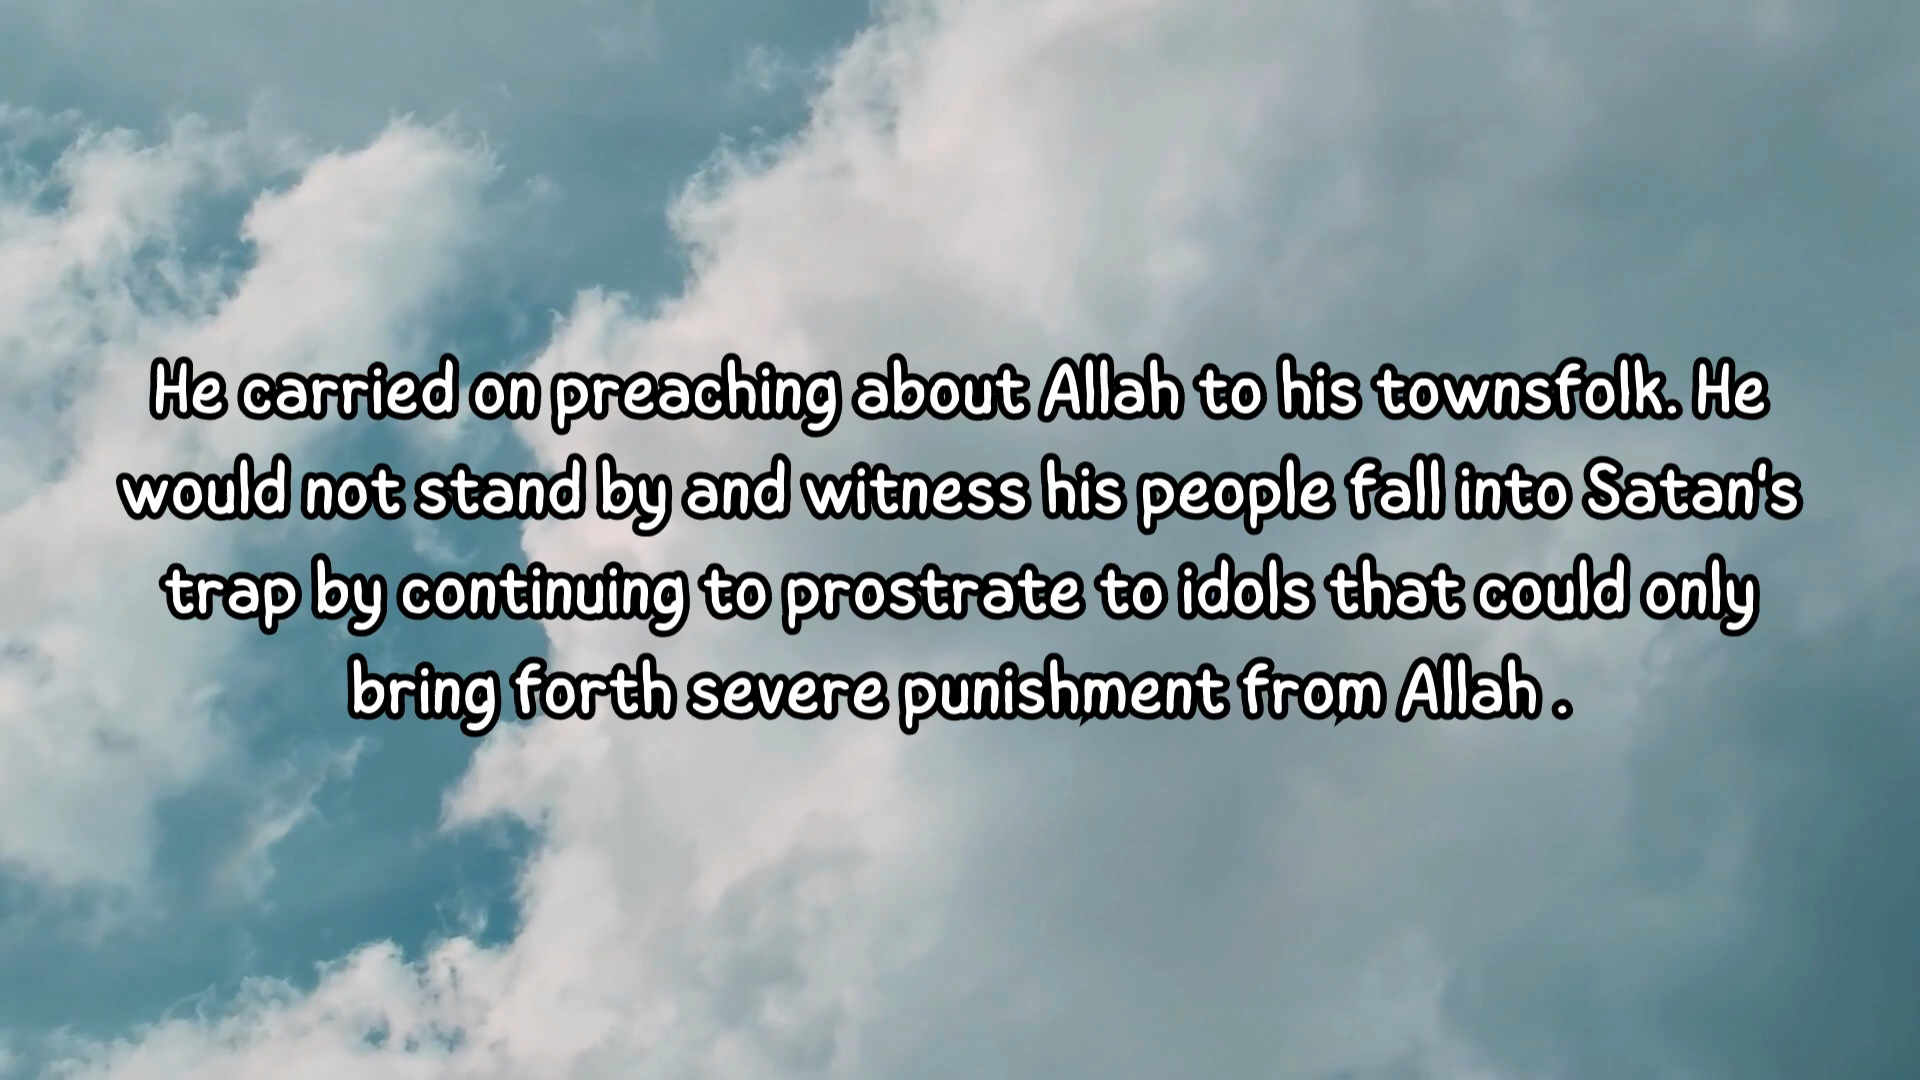 He carried on preaching about Allah to his townsfolk. He
would not stand by and witness his people fall into Satan's
trap by continuing to prostrate to idols that could only
bring forth severe punishment from Allah .